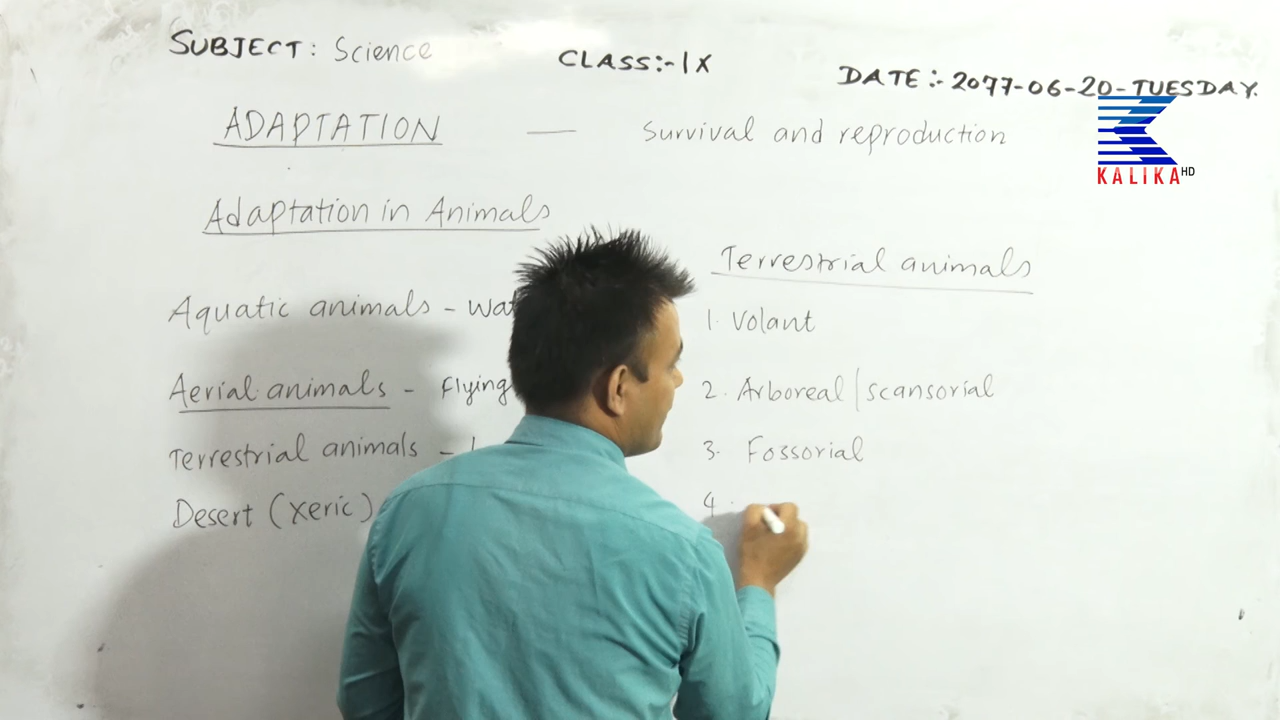 SUBJECT: Science
CLASS:- IX
DATE:- 2077-06-20-TUESDAY.
KALIKA HD
ADAPTATION — Survival and reproduction
Adaptation in Animals
Aquatic animals -
Aerial animals - Flying
Terrestrial animals -
Desert (Xeric)
Terrestrial animals
1. Volant
2. Arboreal/scansorial
3. Fossorial
4.